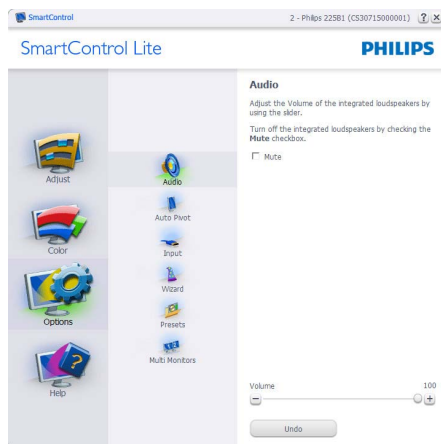 SmartControl
2 - Philips 225B1 (CS30715000001)
SmartControl Lite
PHILIPS
Adjust
Color
Options
Help
Audio
Auto Pivot
Input
Wizard
Presets
Multi Monitors
Audio
Adjust the Volume of the integrated loudspeakers by
using the slider.
Turn off the integrated loudspeakers by checking the
Mute checkbox.
Mute
Volume
100
Undo